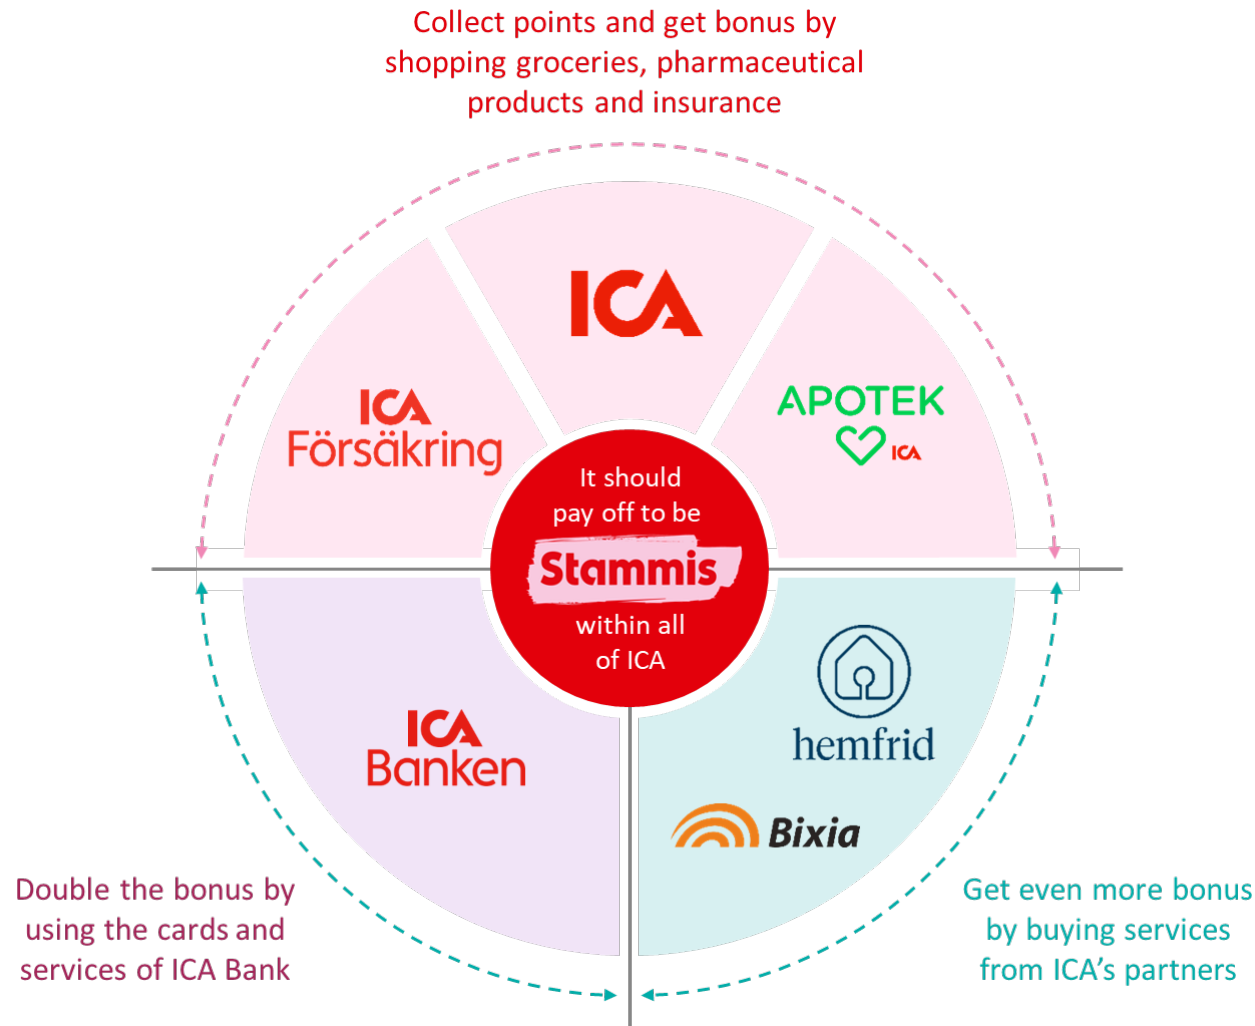 Collect points and get bonus by
shopping groceries, pharmaceutical
products and insurance
ICA
ICA
Försäkring
APOTEK
ICA
It should
pay off to be
Stammis
within all
of ICA
ICA
Banken
hemfrid
Bixia
Double the bonus by
using the cards and
services of ICA Bank
Get even more bonus
by buying services
from ICA's partners